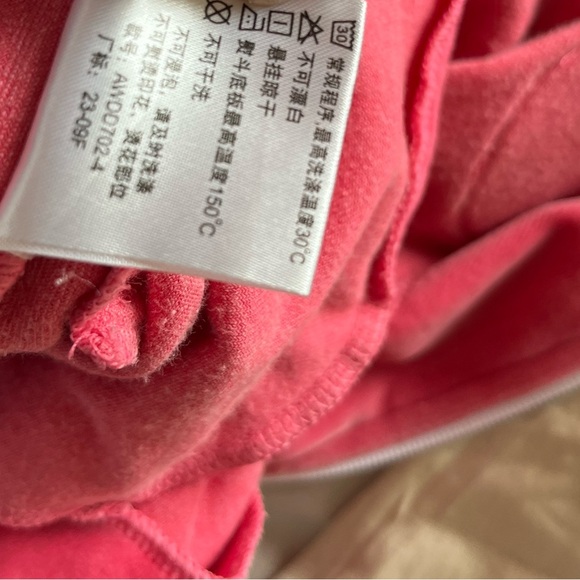 常规程序,最高洗涤温度30°C
不可漂白
悬挂晾干
熨斗底板最高温度150°C
不可干洗
不可浸泡 请及时洗涤
不可熨烫印花、烫花部位
款号: AWDD702-4
厂标: 23-09F
30